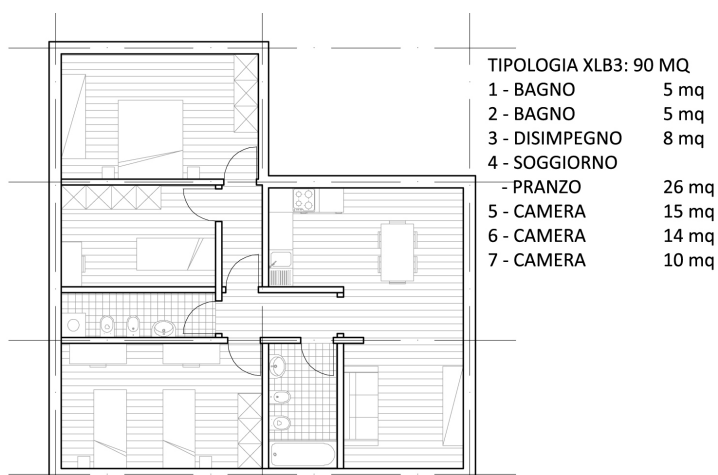 TIPOLOGIA XLB3: 90 MQ
1 - BAGNO 5 mq
2 - BAGNO 5 mq
3 - DISIMPEGNO 8 mq
4 - SOGGIORNO
- PRANZO 26 mq
5 - CAMERA 15 mq
6 - CAMERA 14 mq
7 - CAMERA 10 mq